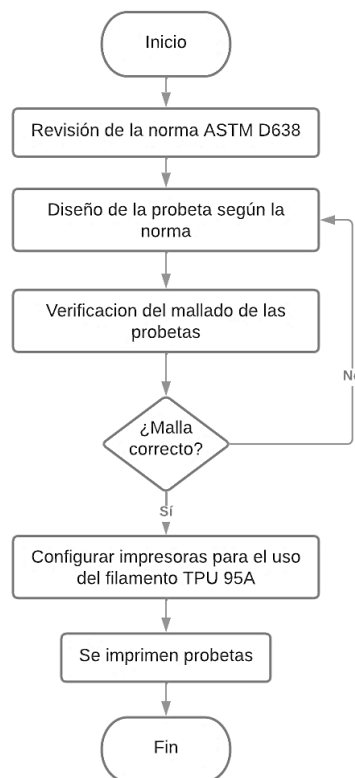 Inicio
Revisión de la norma ASTM D638
Diseño de la probeta según la
norma
Verificacion del mallado de las
probetas
¿Malla
correcto?
No
Sí
Configurar impresoras para el uso
del filamento TPU 95A
Se imprimen probetas
Fin